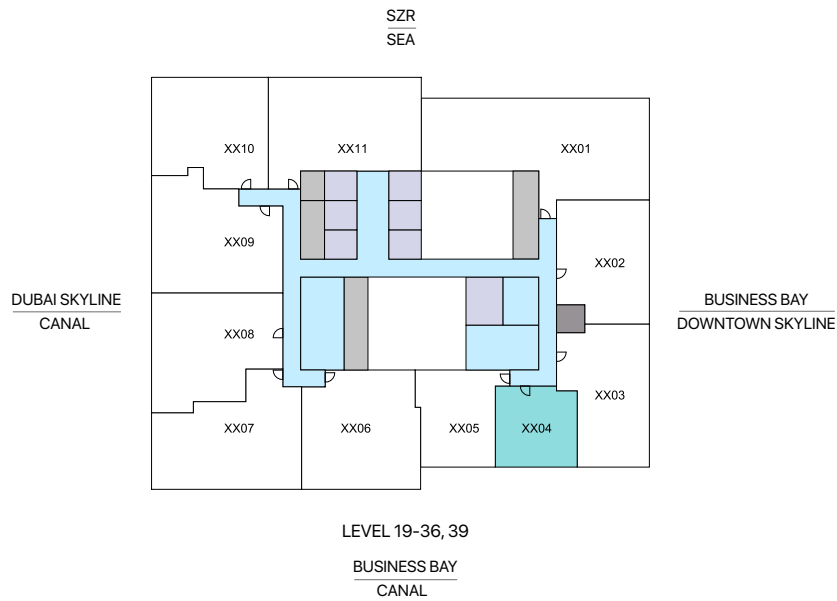 SZR
SEA
XX10
XX11
XX01
XX09
XX02
DUBAI SKYLINE
CANAL
BUSINESS BAY
DOWNTOWN SKYLINE
XX08
XX03
XX07
XX06
XX05
XX04
LEVEL 19-36, 39
BUSINESS BAY
CANAL